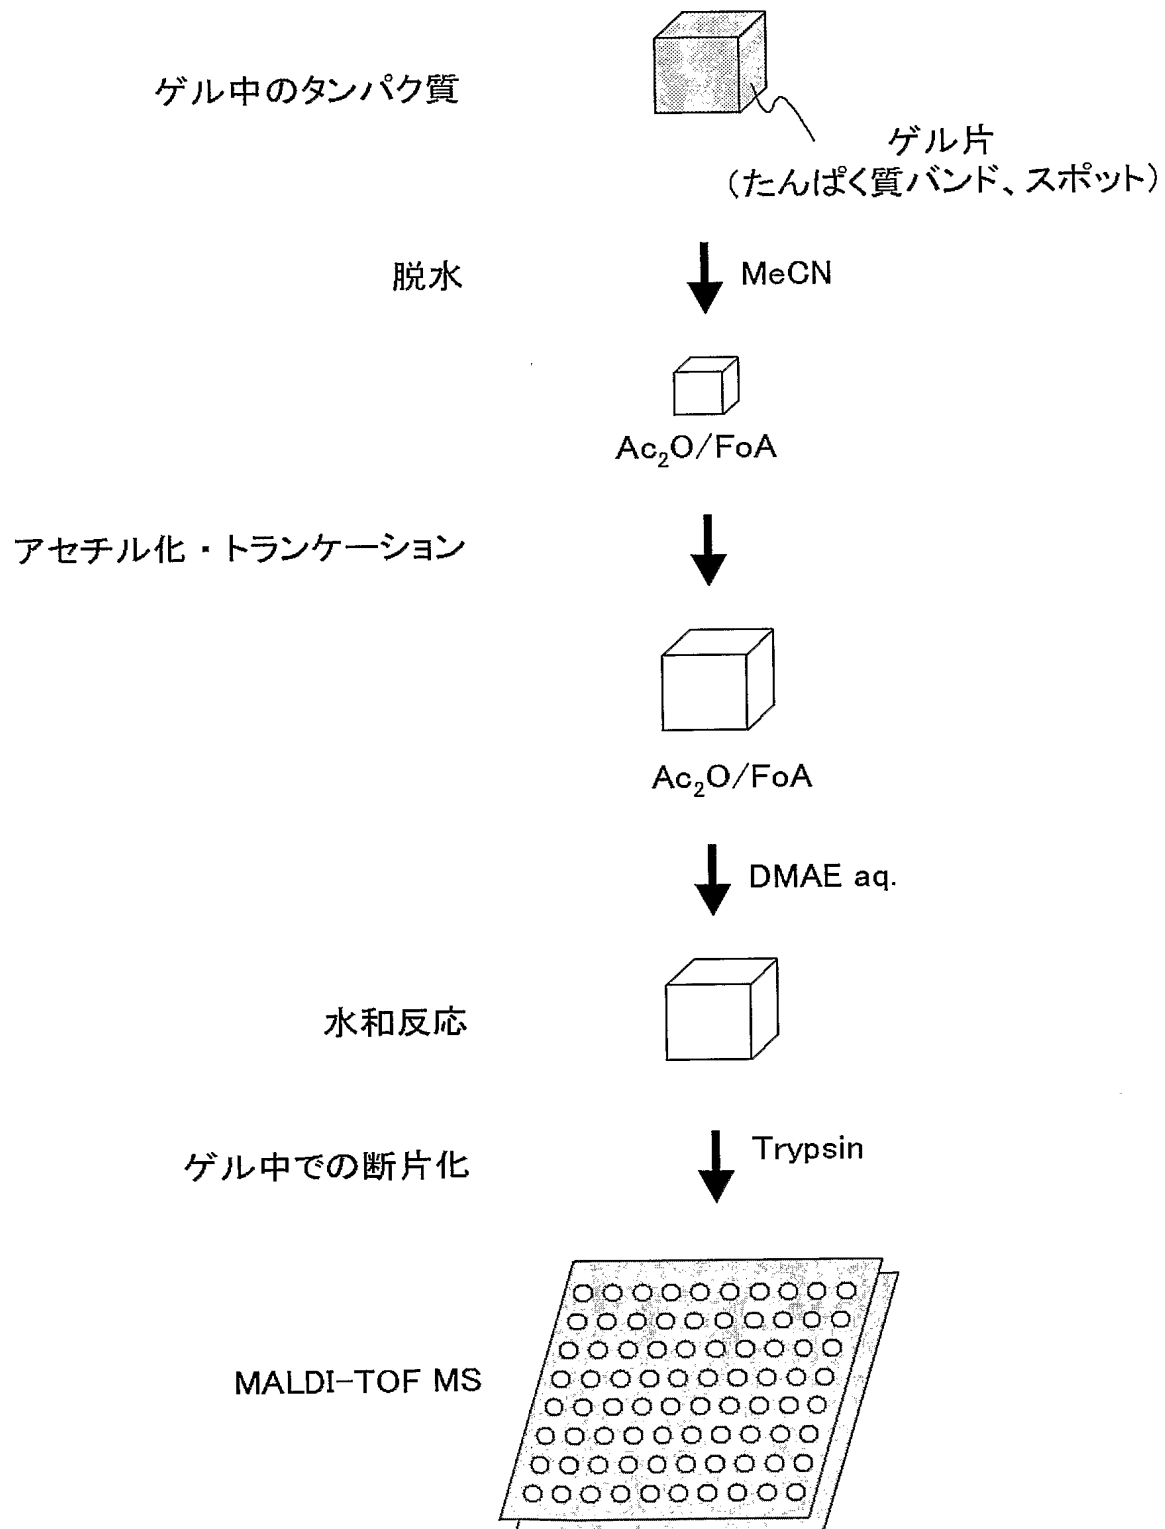 ゲル中のタンパク質
ゲル片
(たんぱく質バンド、スポット)
脱水
MeCN
Ac₂O/FoA
アセチル化・トランケーション
Ac₂O/FoA
DMAE aq.
水和反応
Trypsin
ゲル中での断片化
MALDI-TOF MS